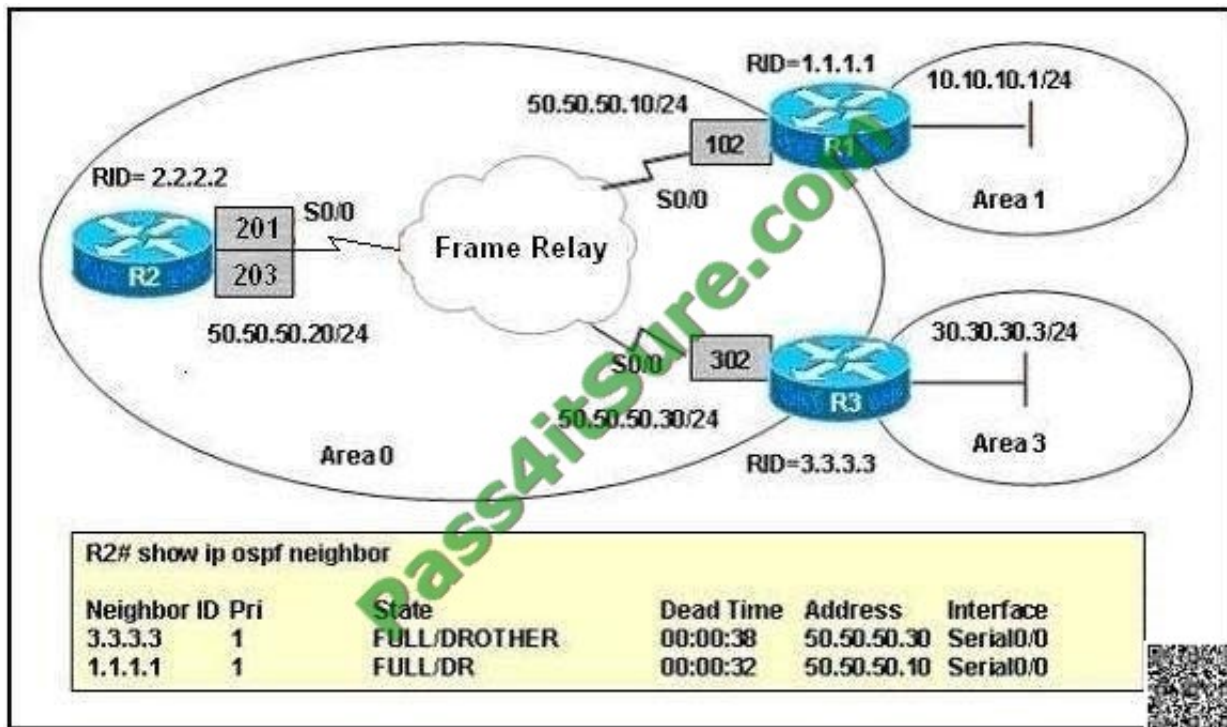 RID=1.1.1.1
10.10.10.1/24
50.50.50.10/24
102
R1
S0/0
Area 1
RID= 2.2.2.2
201
S0/0
203
R2
50.50.50.20/24
Frame Relay
S0/0
302
50.50.50.30/24
30.30.30.3/24
R3
Area 3
RID=3.3.3.3
Area 0
Pass4itSure.com
R2# show ip ospf neighbor
Neighbor ID Pri State Dead Time Address Interface
3.3.3.3 1 FULL/DROTHER 00:00:38 50.50.50.30 Serial0/0
1.1.1.1 1 FULL/DR 00:00:32 50.50.50.10 Serial0/0